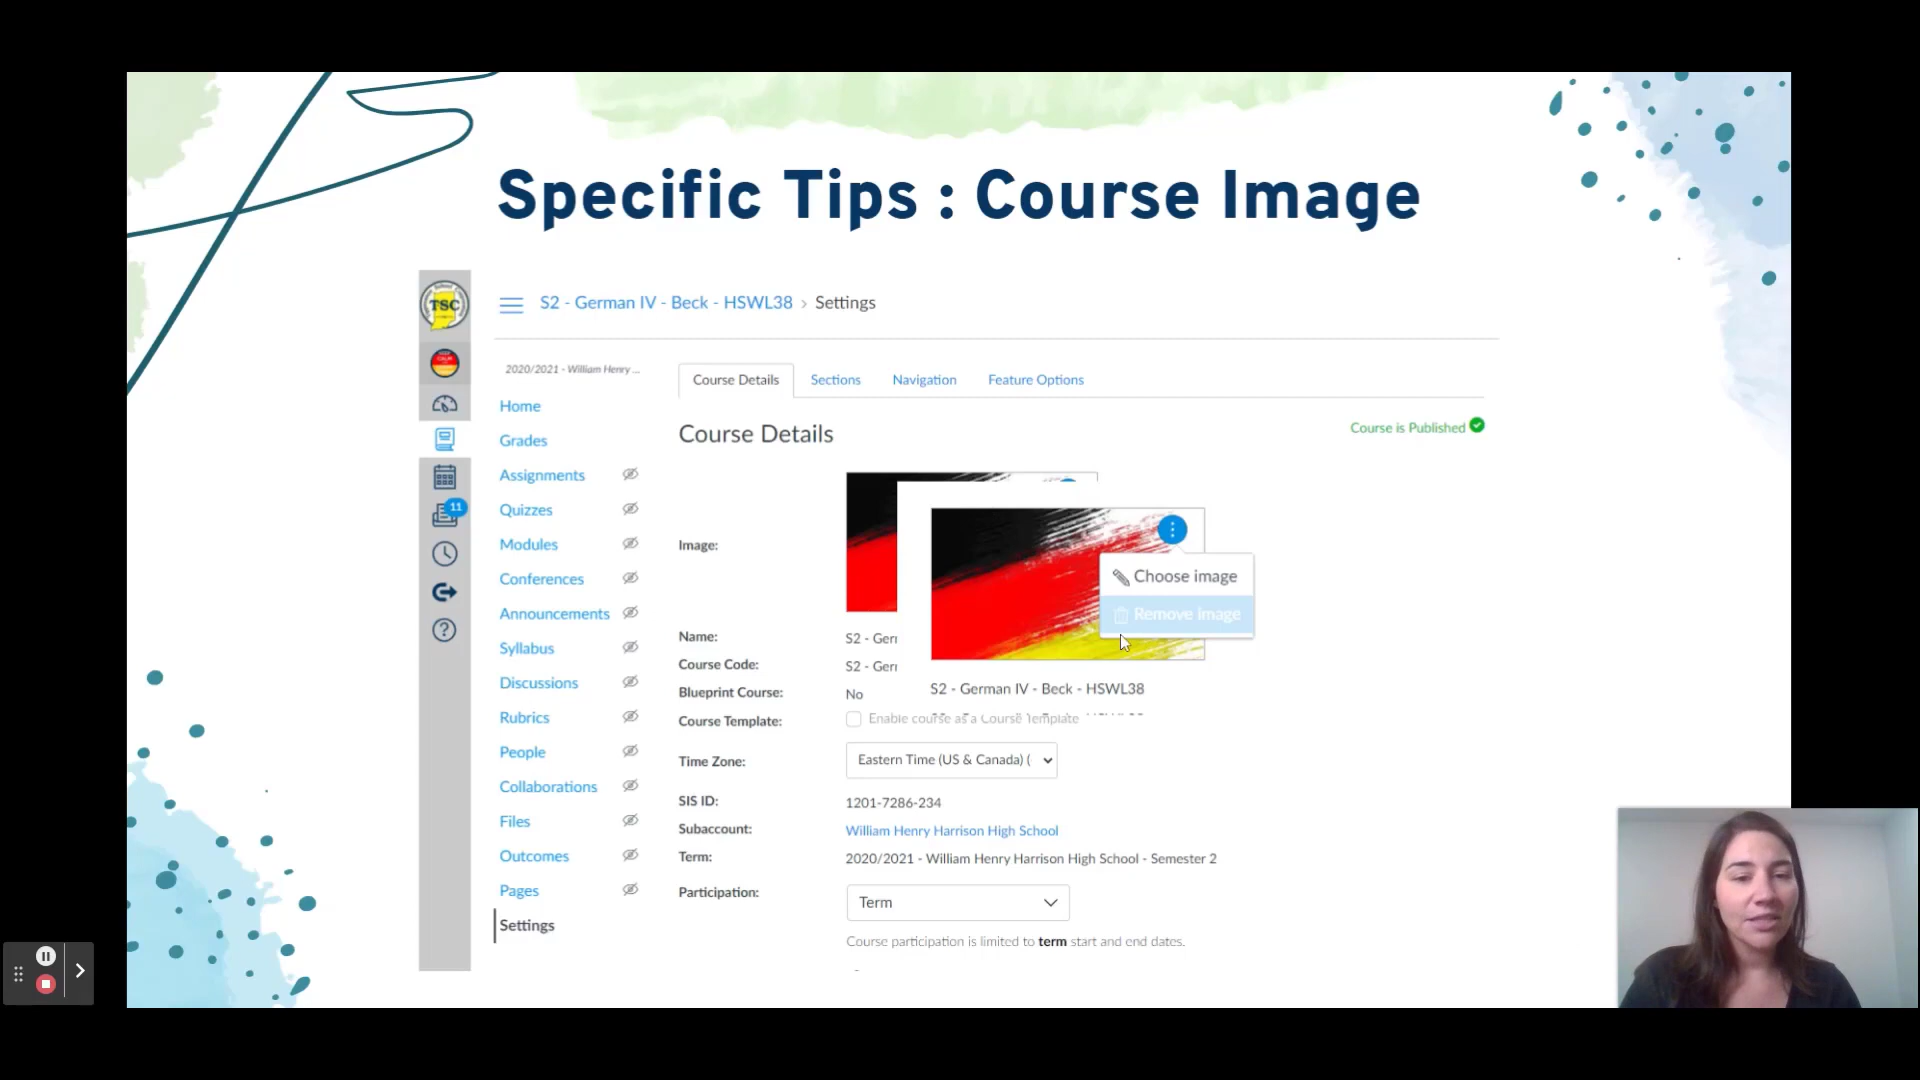 Specific Tips : Course Image
TSC
S2 - German IV - Beck - HSWL38 › Settings
2020/2021 - William Henry ...
Course Details
Sections
Navigation
Feature Options
Home
Grades
Assignments
Quizzes
Modules
Conferences
Announcements
Syllabus
Discussions
Rubrics
People
Collaborations
Files
Outcomes
Pages
Settings
11
Course Details
Course is Published
Image:
Choose image
Remove image
Name:
S2 - Ger
Course Code:
S2 - Ger
S2 - German IV - Beck - HSWL38
Blueprint Course:
No
Course Template:
Enable course as a Course Template
Time Zone:
Eastern Time (US & Canada) (
SIS ID:
1201-7286-234
Subaccount:
William Henry Harrison High School
Term:
2020/2021 - William Henry Harrison High School - Semester 2
Participation:
Term
Course participation is limited to term start and end dates.